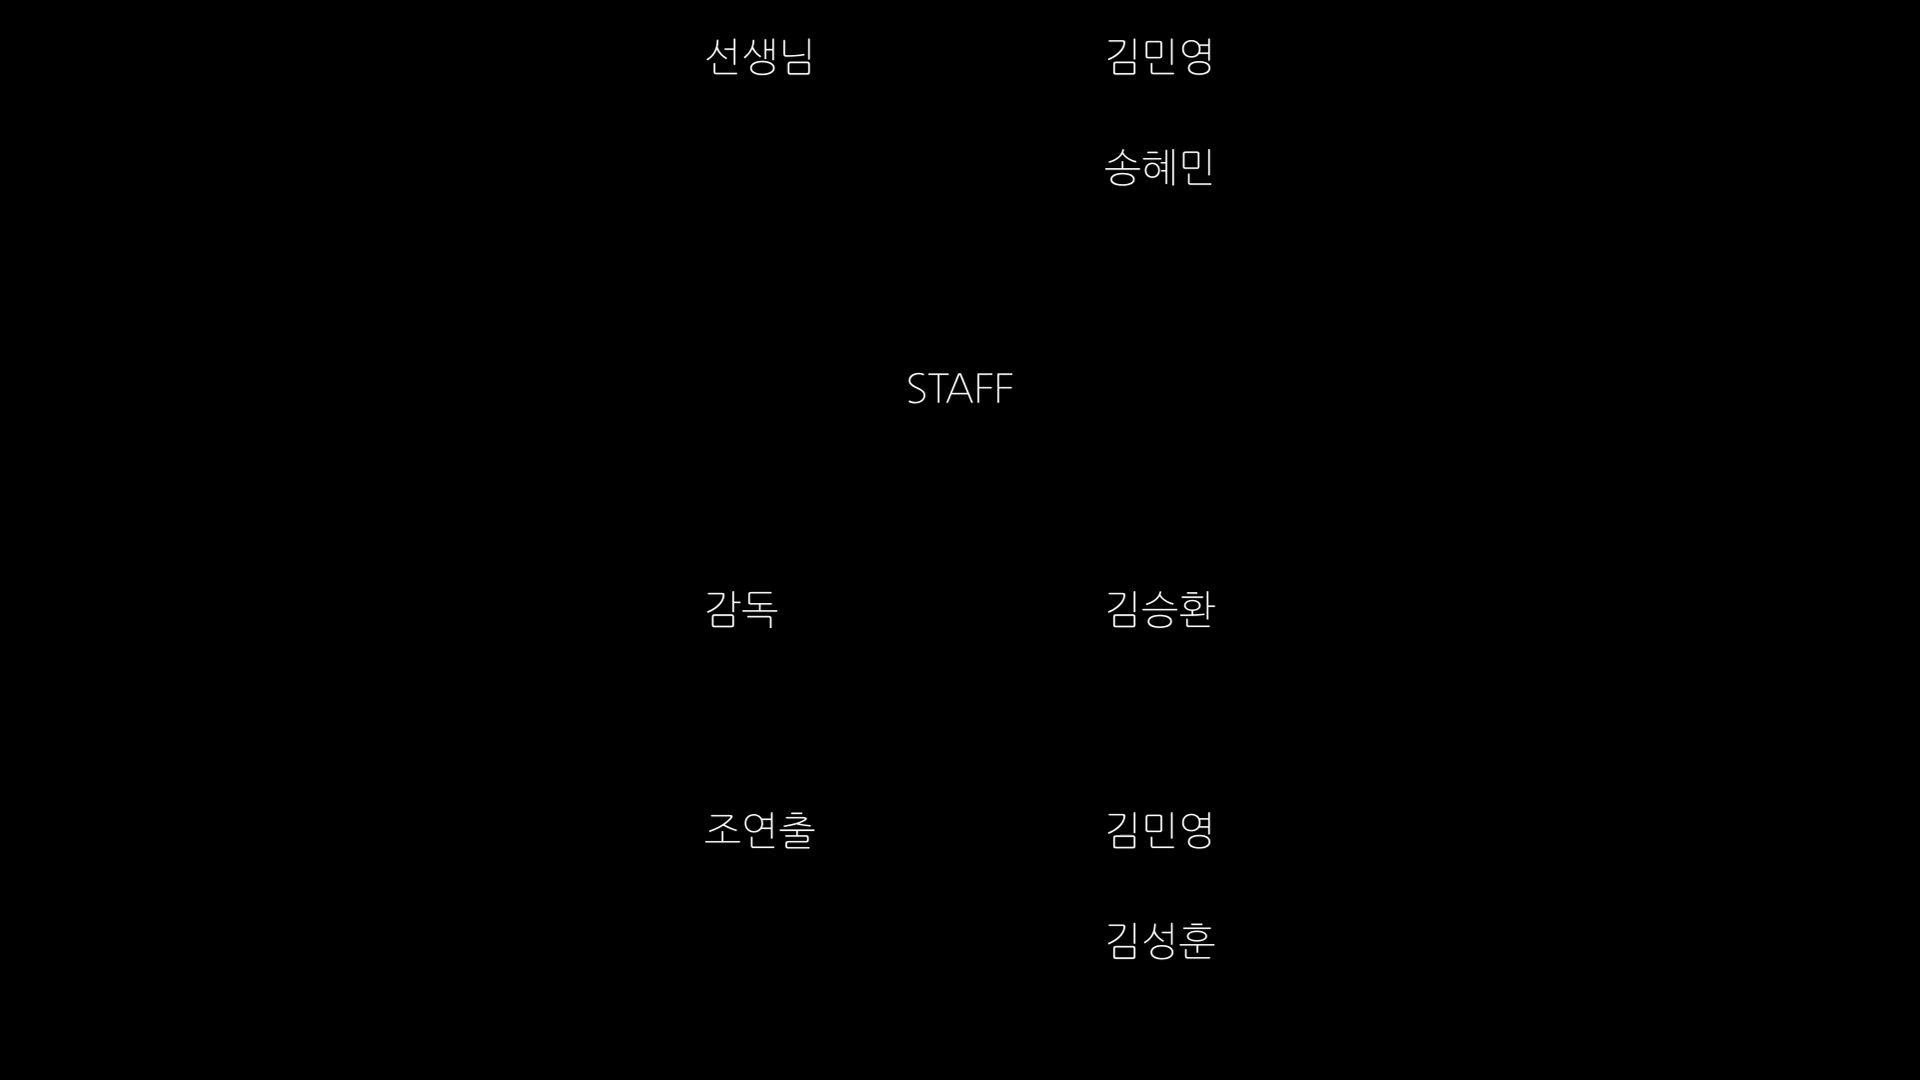 선생님 김민영
송혜민
STAFF
감독 김승환
조연출 김민영
김성훈